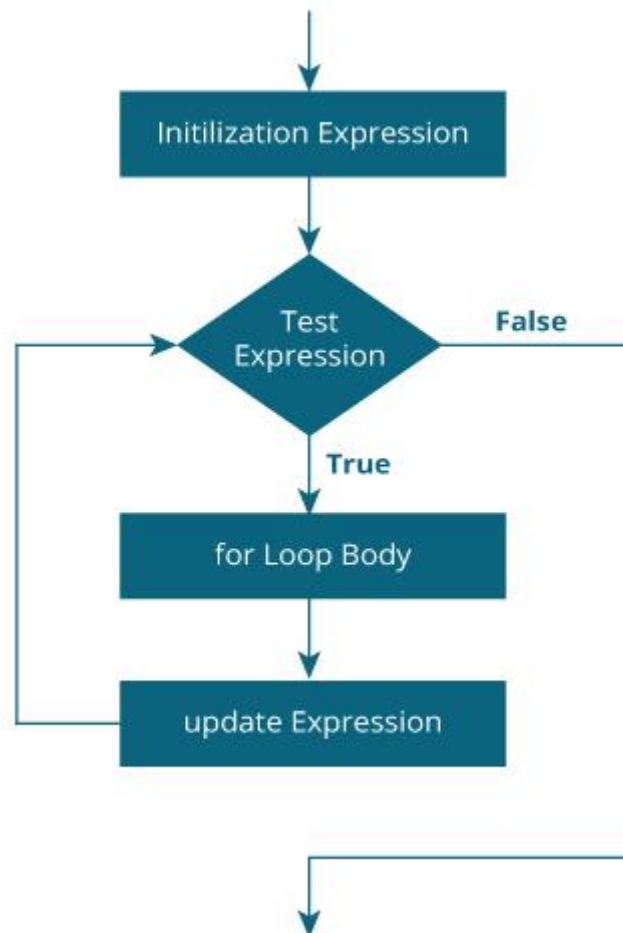 Initilization Expression
Test
Expression
False
True
for Loop Body
update Expression